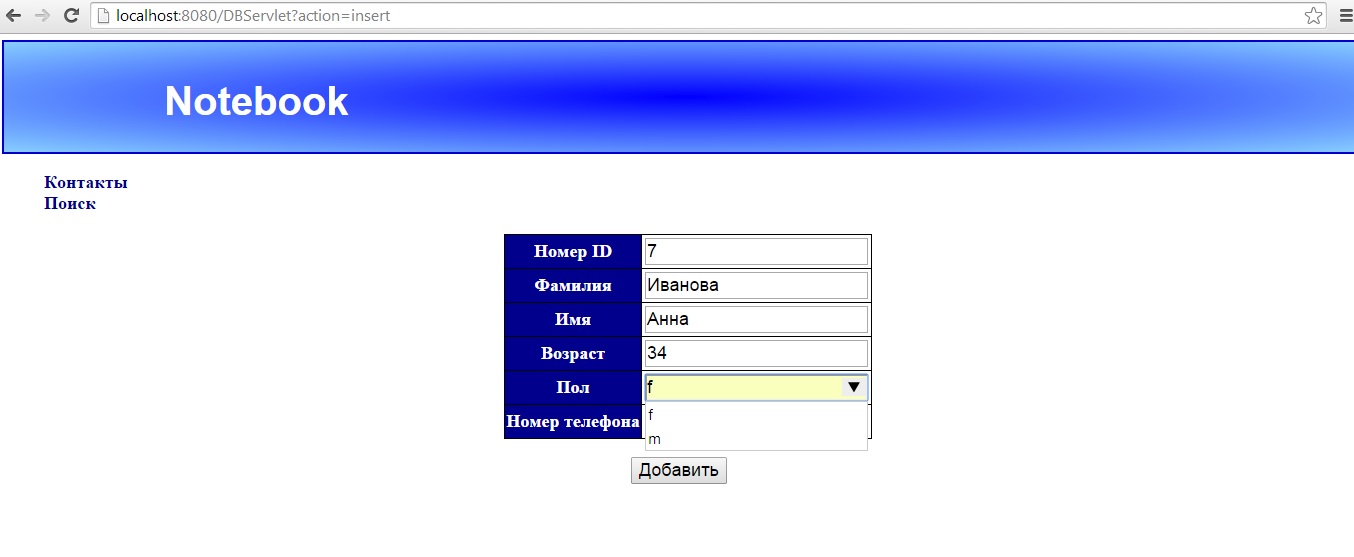 localhost:8080/DBServlet?action=insert
Notebook
Контакты
Поиск
Номер ID 7
Фамилия Иванова
Имя Анна
Возраст 34
Пол f
f
m
Номер телефона
Добавить